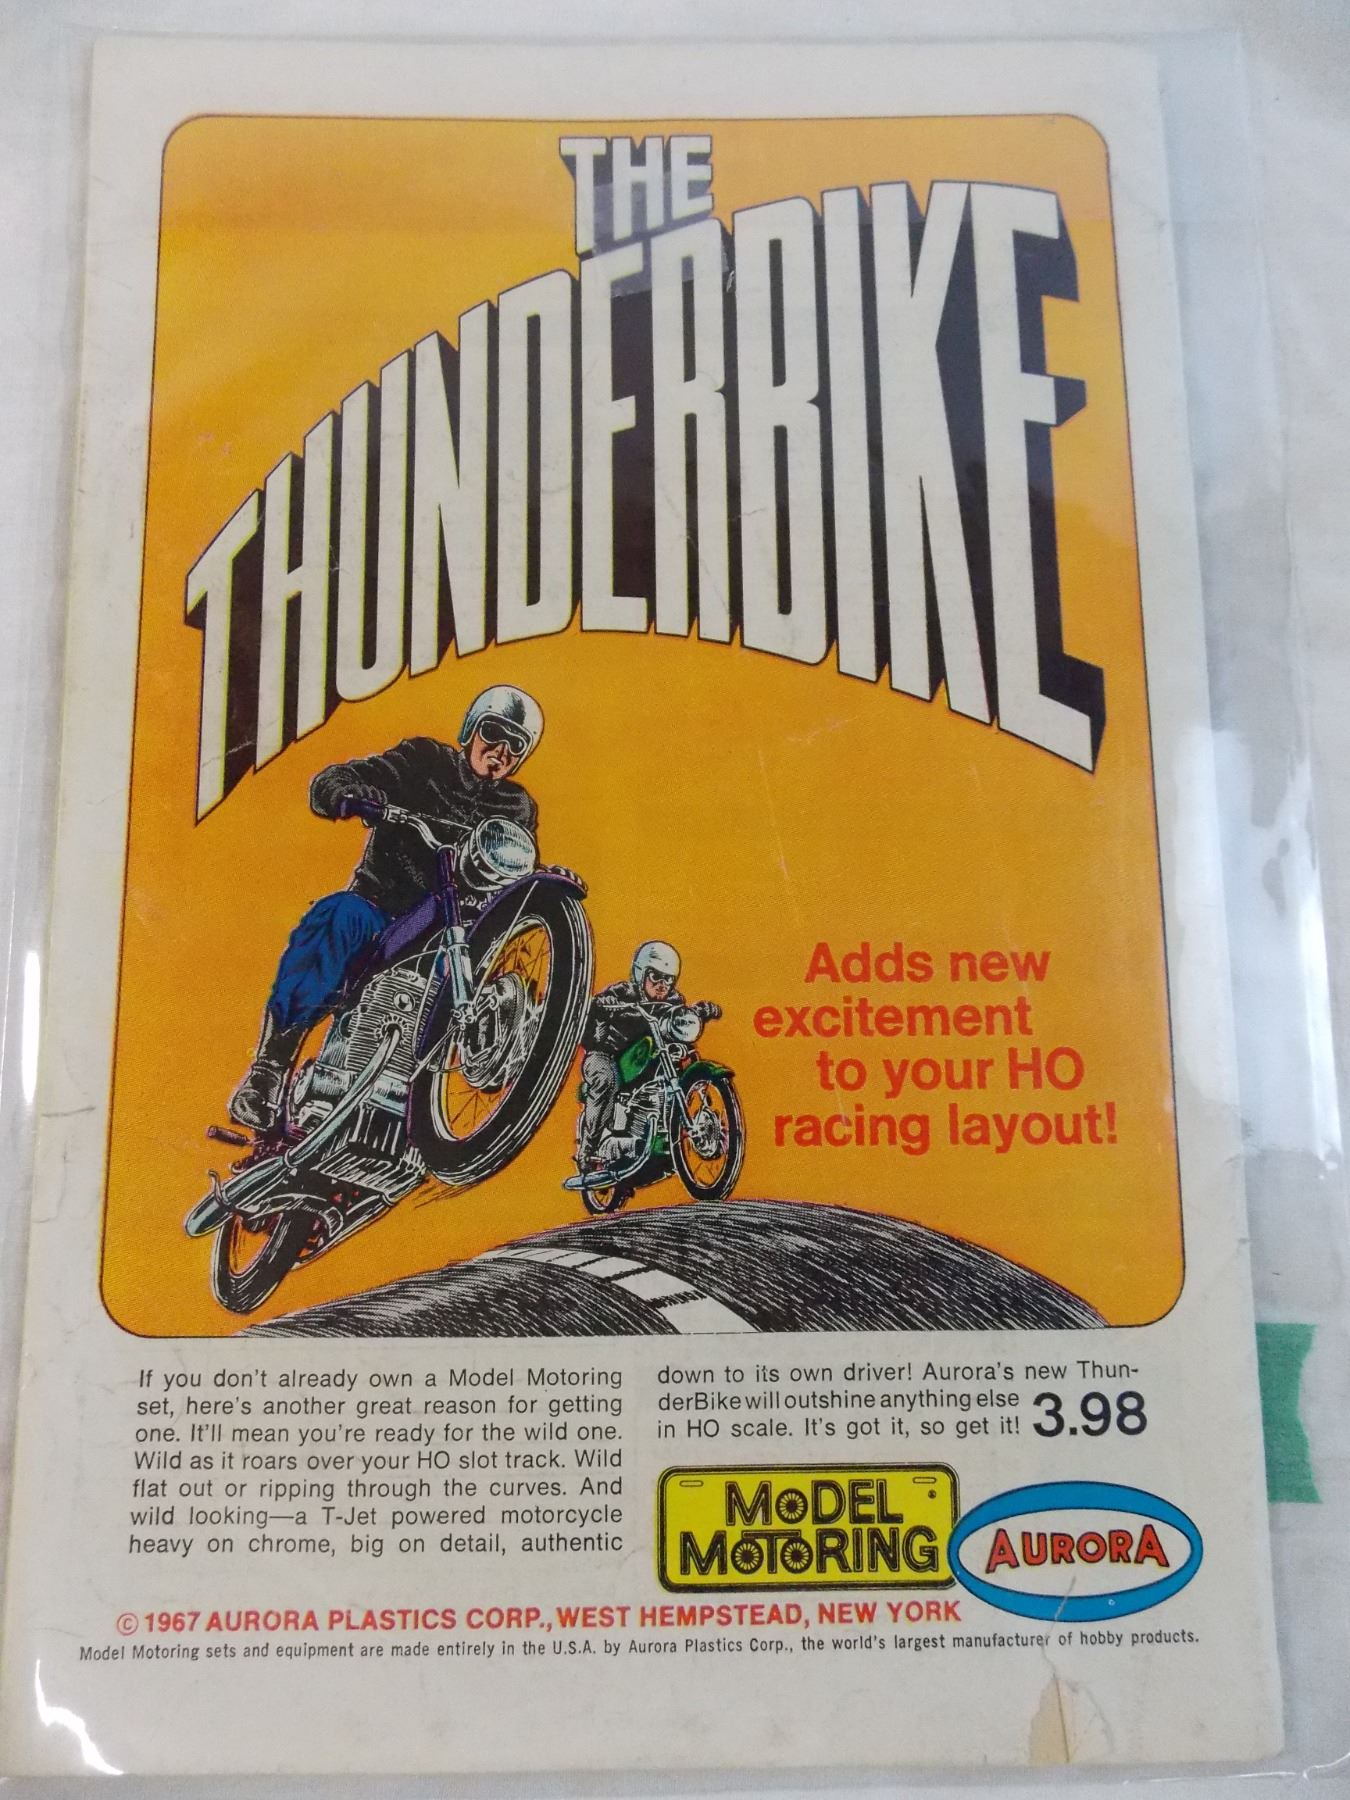 THE
THUNDERBIKE
Adds new
excitement
to your HO
racing layout!
If you don't already own a Model Motoring
set, here's another great reason for getting
one. It'll mean you're ready for the wild one.
Wild as it roars over your HO slot track. Wild
flat out or ripping through the curves. And
wild looking—a T-Jet powered motorcycle
heavy on chrome, big on detail, authentic
down to its own driver! Aurora's new Thun-
derBike will outshine anything else
in HO scale. It's got it, so get it!
3.98
MODEL
MOTORING
AURORA
© 1967 AURORA PLASTICS CORP., WEST HEMPSTEAD, NEW YORK
Model Motoring sets and equipment are made entirely in the U.S.A. by Aurora Plastics Corp., the world's largest manufacturer of hobby products.